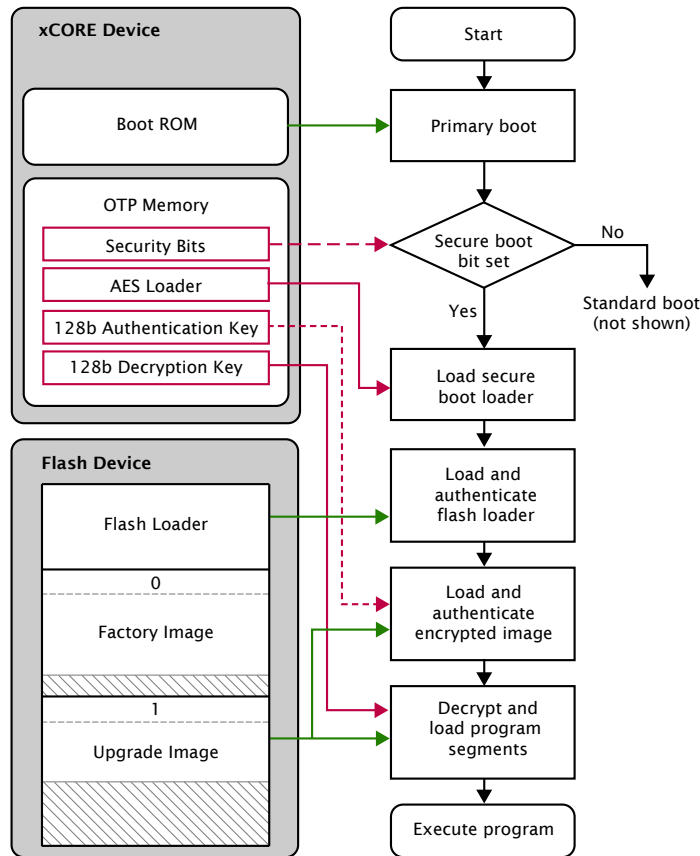 xCORE Device
Boot ROM
OTP Memory
Security Bits
AES Loader
128b Authentication Key
128b Decryption Key
Flash Device
Flash Loader
0
Factory Image
1
Upgrade Image
Start
Primary boot
Secure boot
bit set
No
Standard boot
(not shown)
Yes
Load secure
boot loader
Load and
authenticate
flash loader
Load and
authenticate
encrypted image
Decrypt and
load program
segments
Execute program